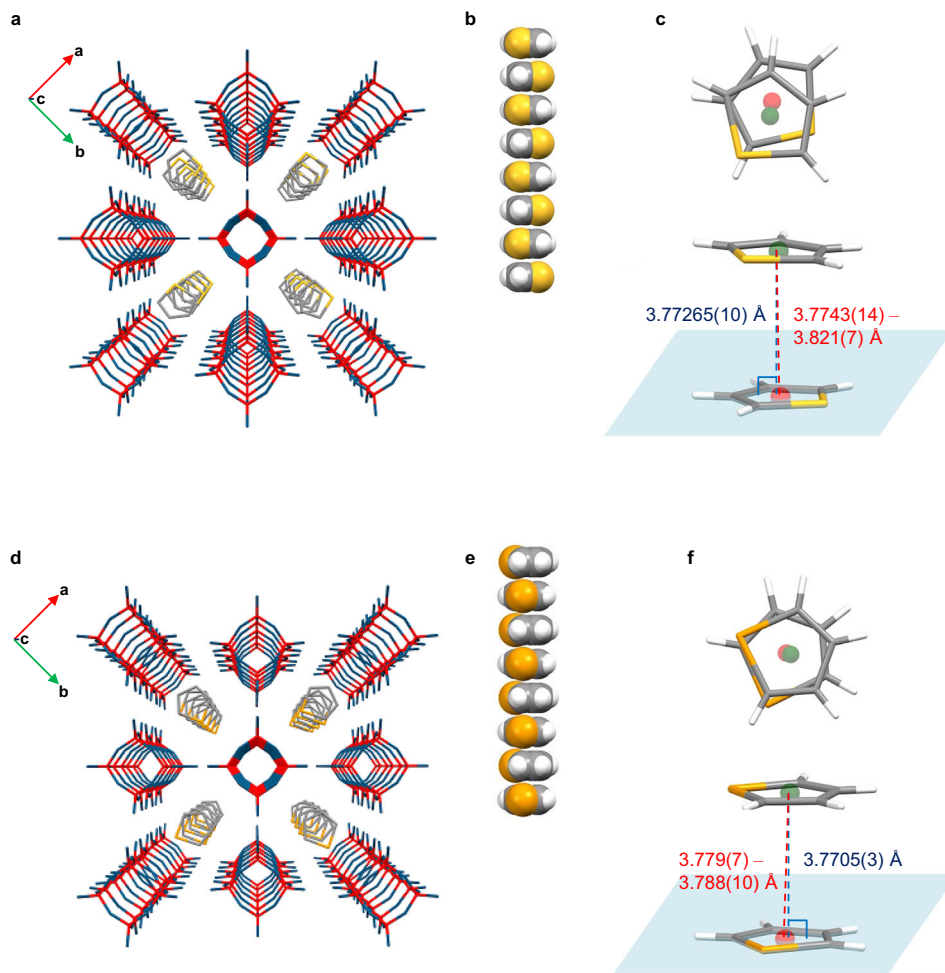 a
b
c
a
c
b
3.77265(10) Å
3.7743(14) –
3.821(7) Å
d
e
f
a
c
b
3.779(7) –
3.788(10) Å
3.7705(3) Å